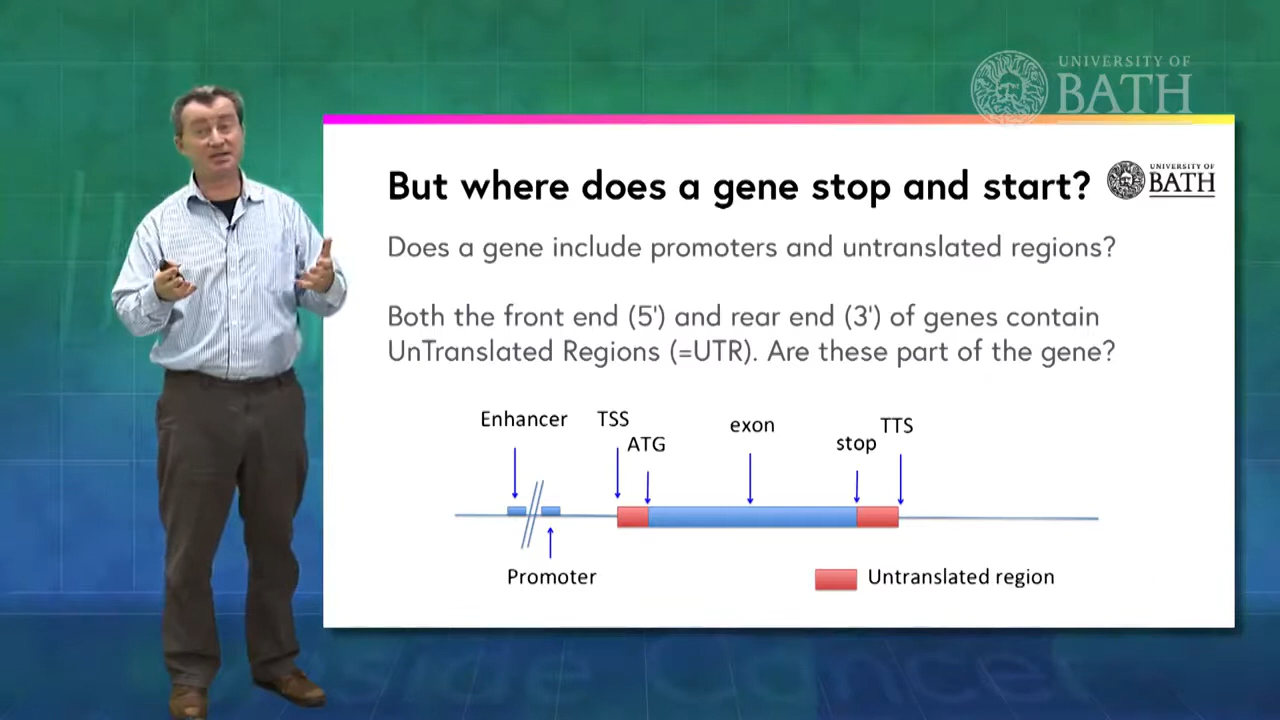 UNIVERSITY OF
BATH
But where does a gene stop and start?
UNIVERSITY OF
BATH
Does a gene include promoters and untranslated regions?
Both the front end (5') and rear end (3') of genes contain
UnTranslated Regions (=UTR). Are these part of the gene?
Enhancer
TSS
ATG
exon
stop
TTS
Promoter
Untranslated region
side Cancer